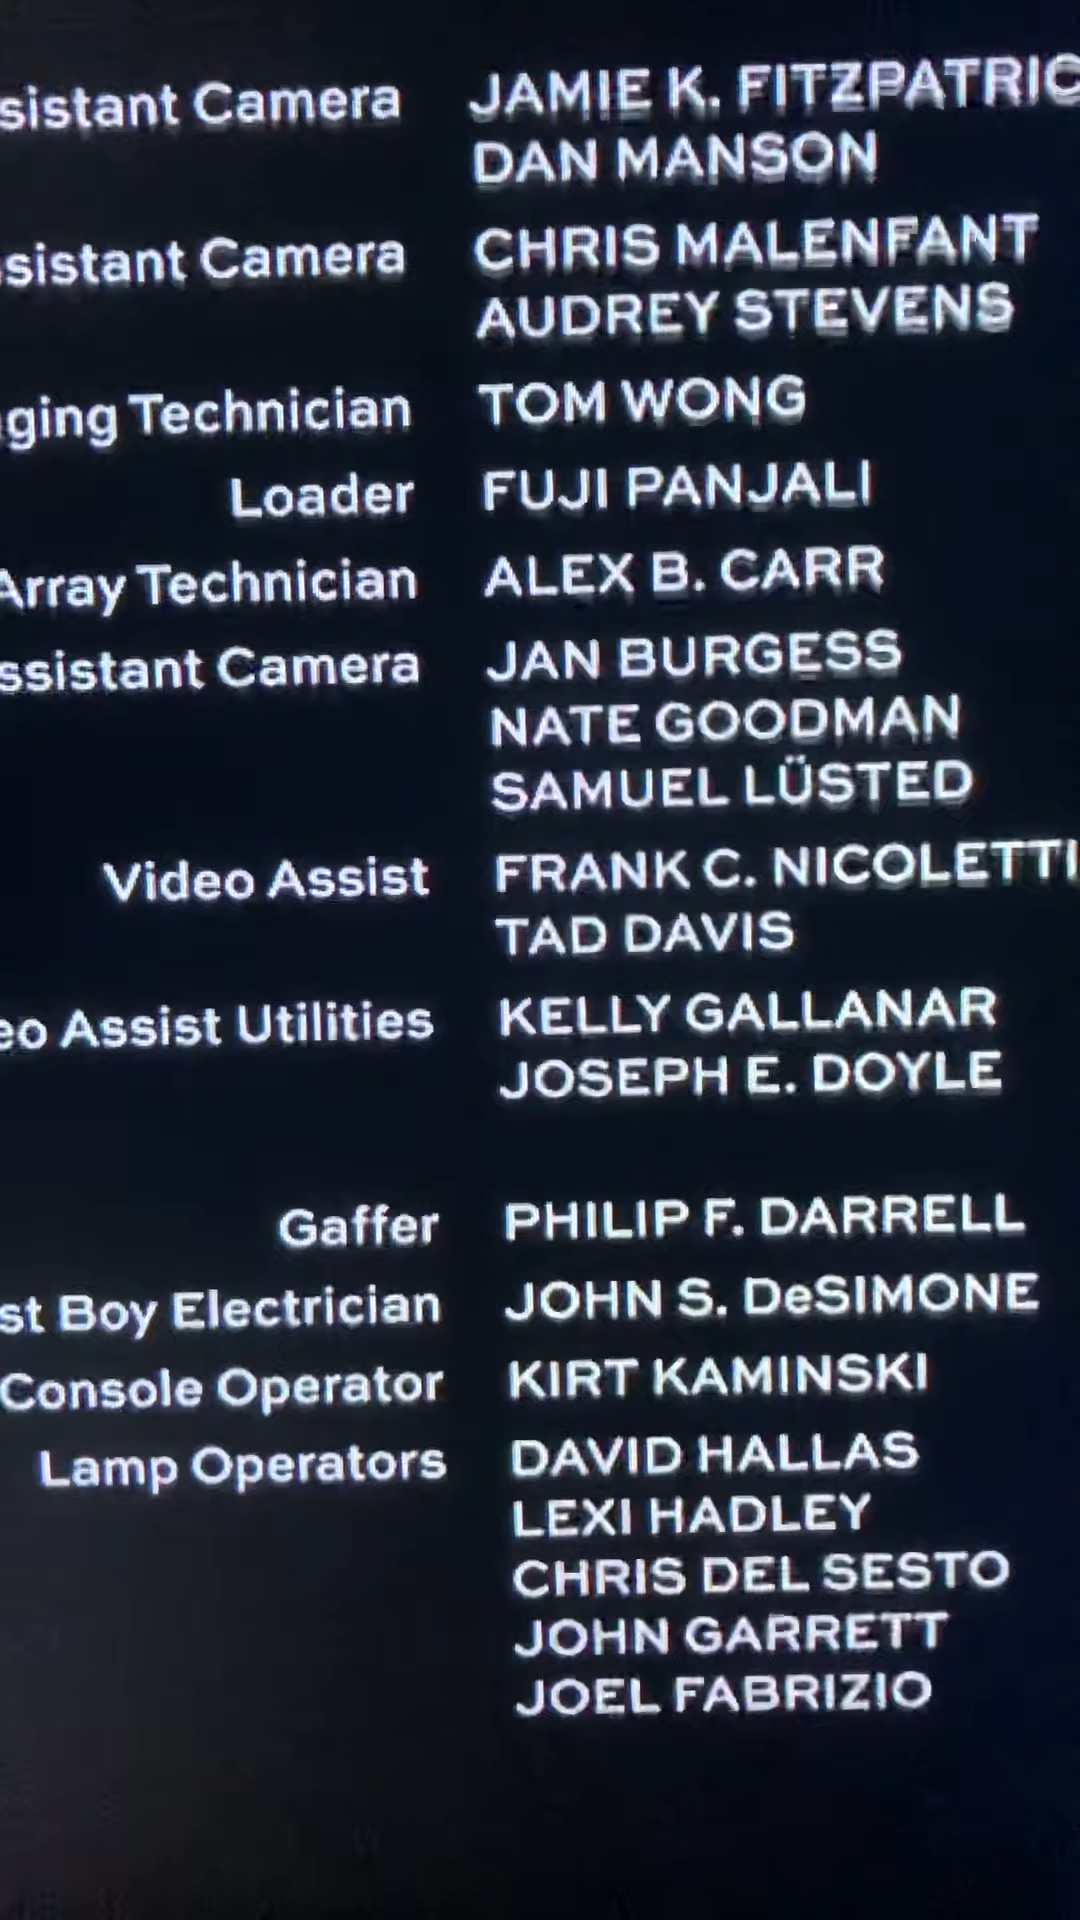 sistant Camera JAMIE K. FITZPATRIC
DAN MANSON
sistant Camera CHRIS MALENFANT
AUDREY STEVENS
ging Technician TOM WONG
Loader FUJI PANJALI
Array Technician ALEX B. CARR
ssistant Camera JAN BURGESS
NATE GOODMAN
SAMUEL LÜSTED
Video Assist FRANK C. NICOLETTI
TAD DAVIS
eo Assist Utilities KELLY GALLANAR
JOSEPH E. DOYLE
Gaffer PHILIP F. DARRELL
st Boy Electrician JOHN S. DeSIMONE
Console Operator KIRT KAMINSKI
Lamp Operators DAVID HALLAS
LEXI HADLEY
CHRIS DEL SESTO
JOHN GARRETT
JOEL FABRIZIO